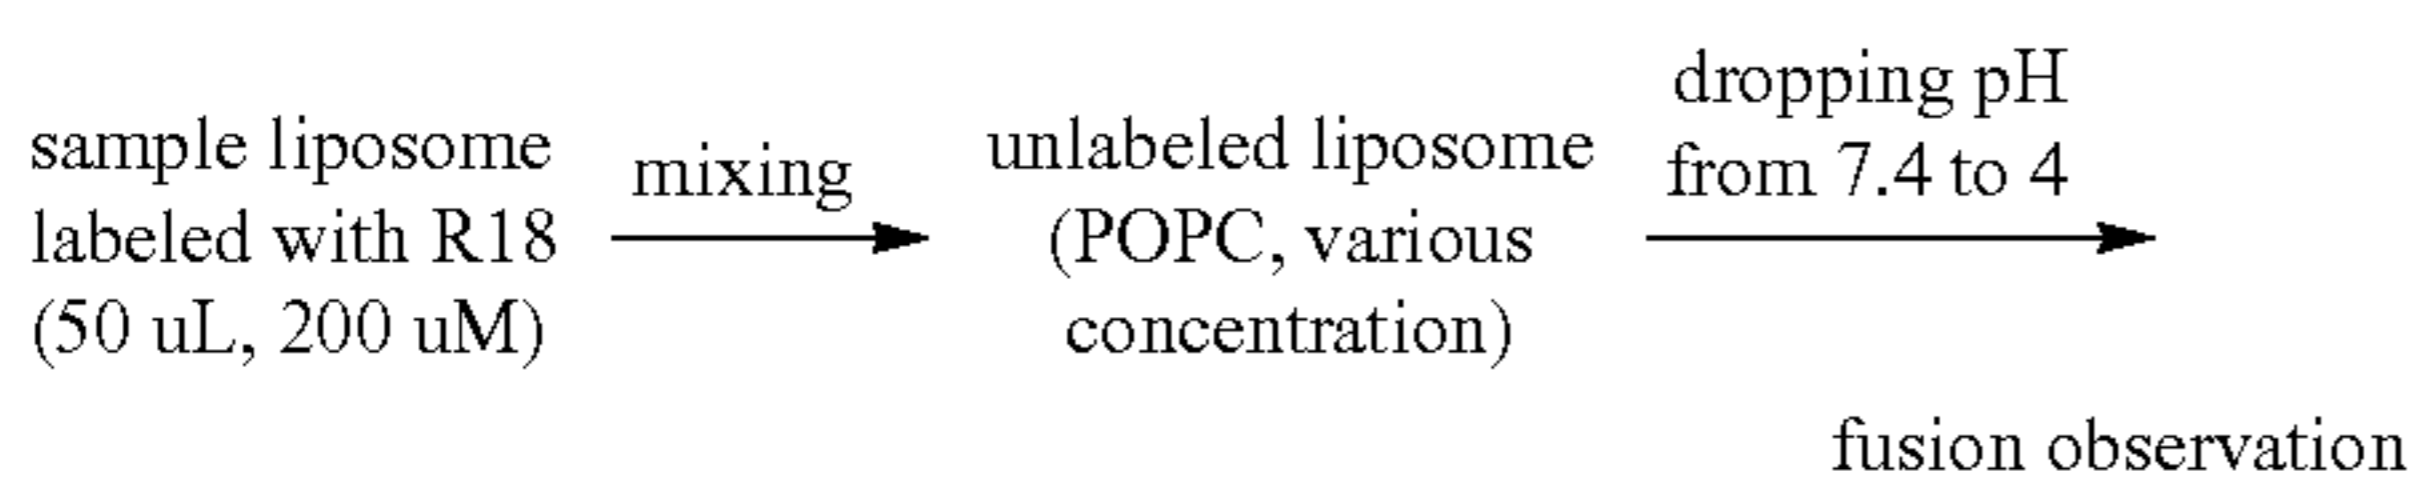 sample liposome
labeled with R18
(50 uL, 200 uM)
mixing
unlabeled liposome
(POPC, various
concentration)
dropping pH
from 7.4 to 4
fusion observation